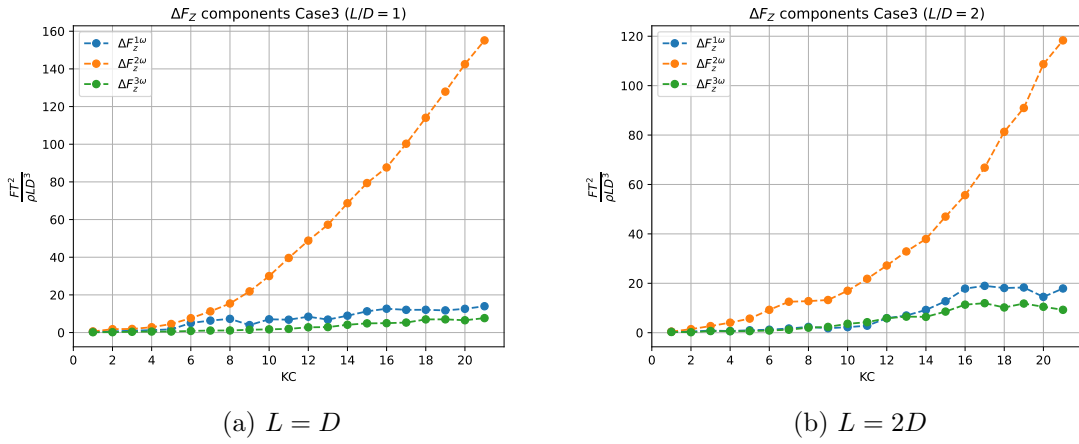 ΔF_Z components Case3 (L/D = 1)
ΔF_z^{1ω}
ΔF_z^{2ω}
ΔF_z^{3ω}
160
140
120
100
80
60
40
20
0
FT²/ρLD³
0 2 4 6 8 10 12 14 16 18 20
KC
(a) L = D
ΔF_Z components Case3 (L/D = 2)
ΔF_z^{1ω}
ΔF_z^{2ω}
ΔF_z^{3ω}
120
100
80
60
40
20
0
FT²/ρLD³
0 2 4 6 8 10 12 14 16 18 20
KC
(b) L = 2D